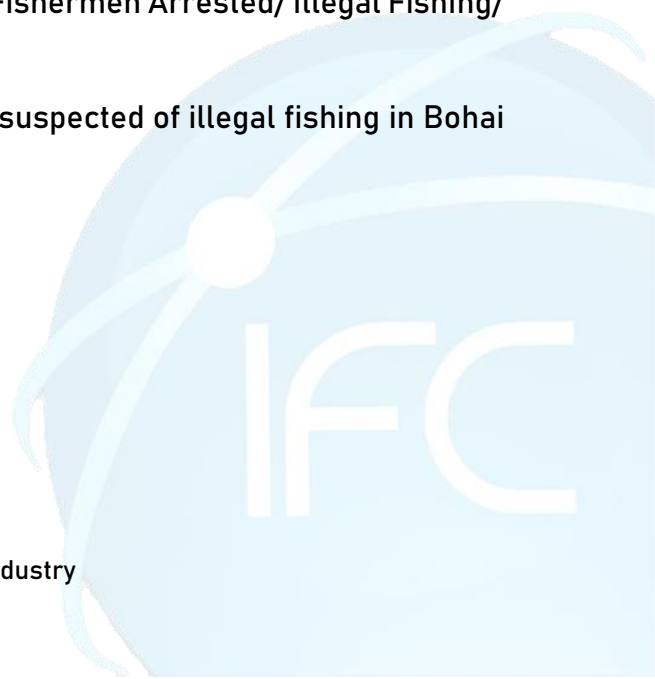 Fishermen Arrested/ Illegal Fishing/
suspected of illegal fishing in Bohai
IFC
dustry